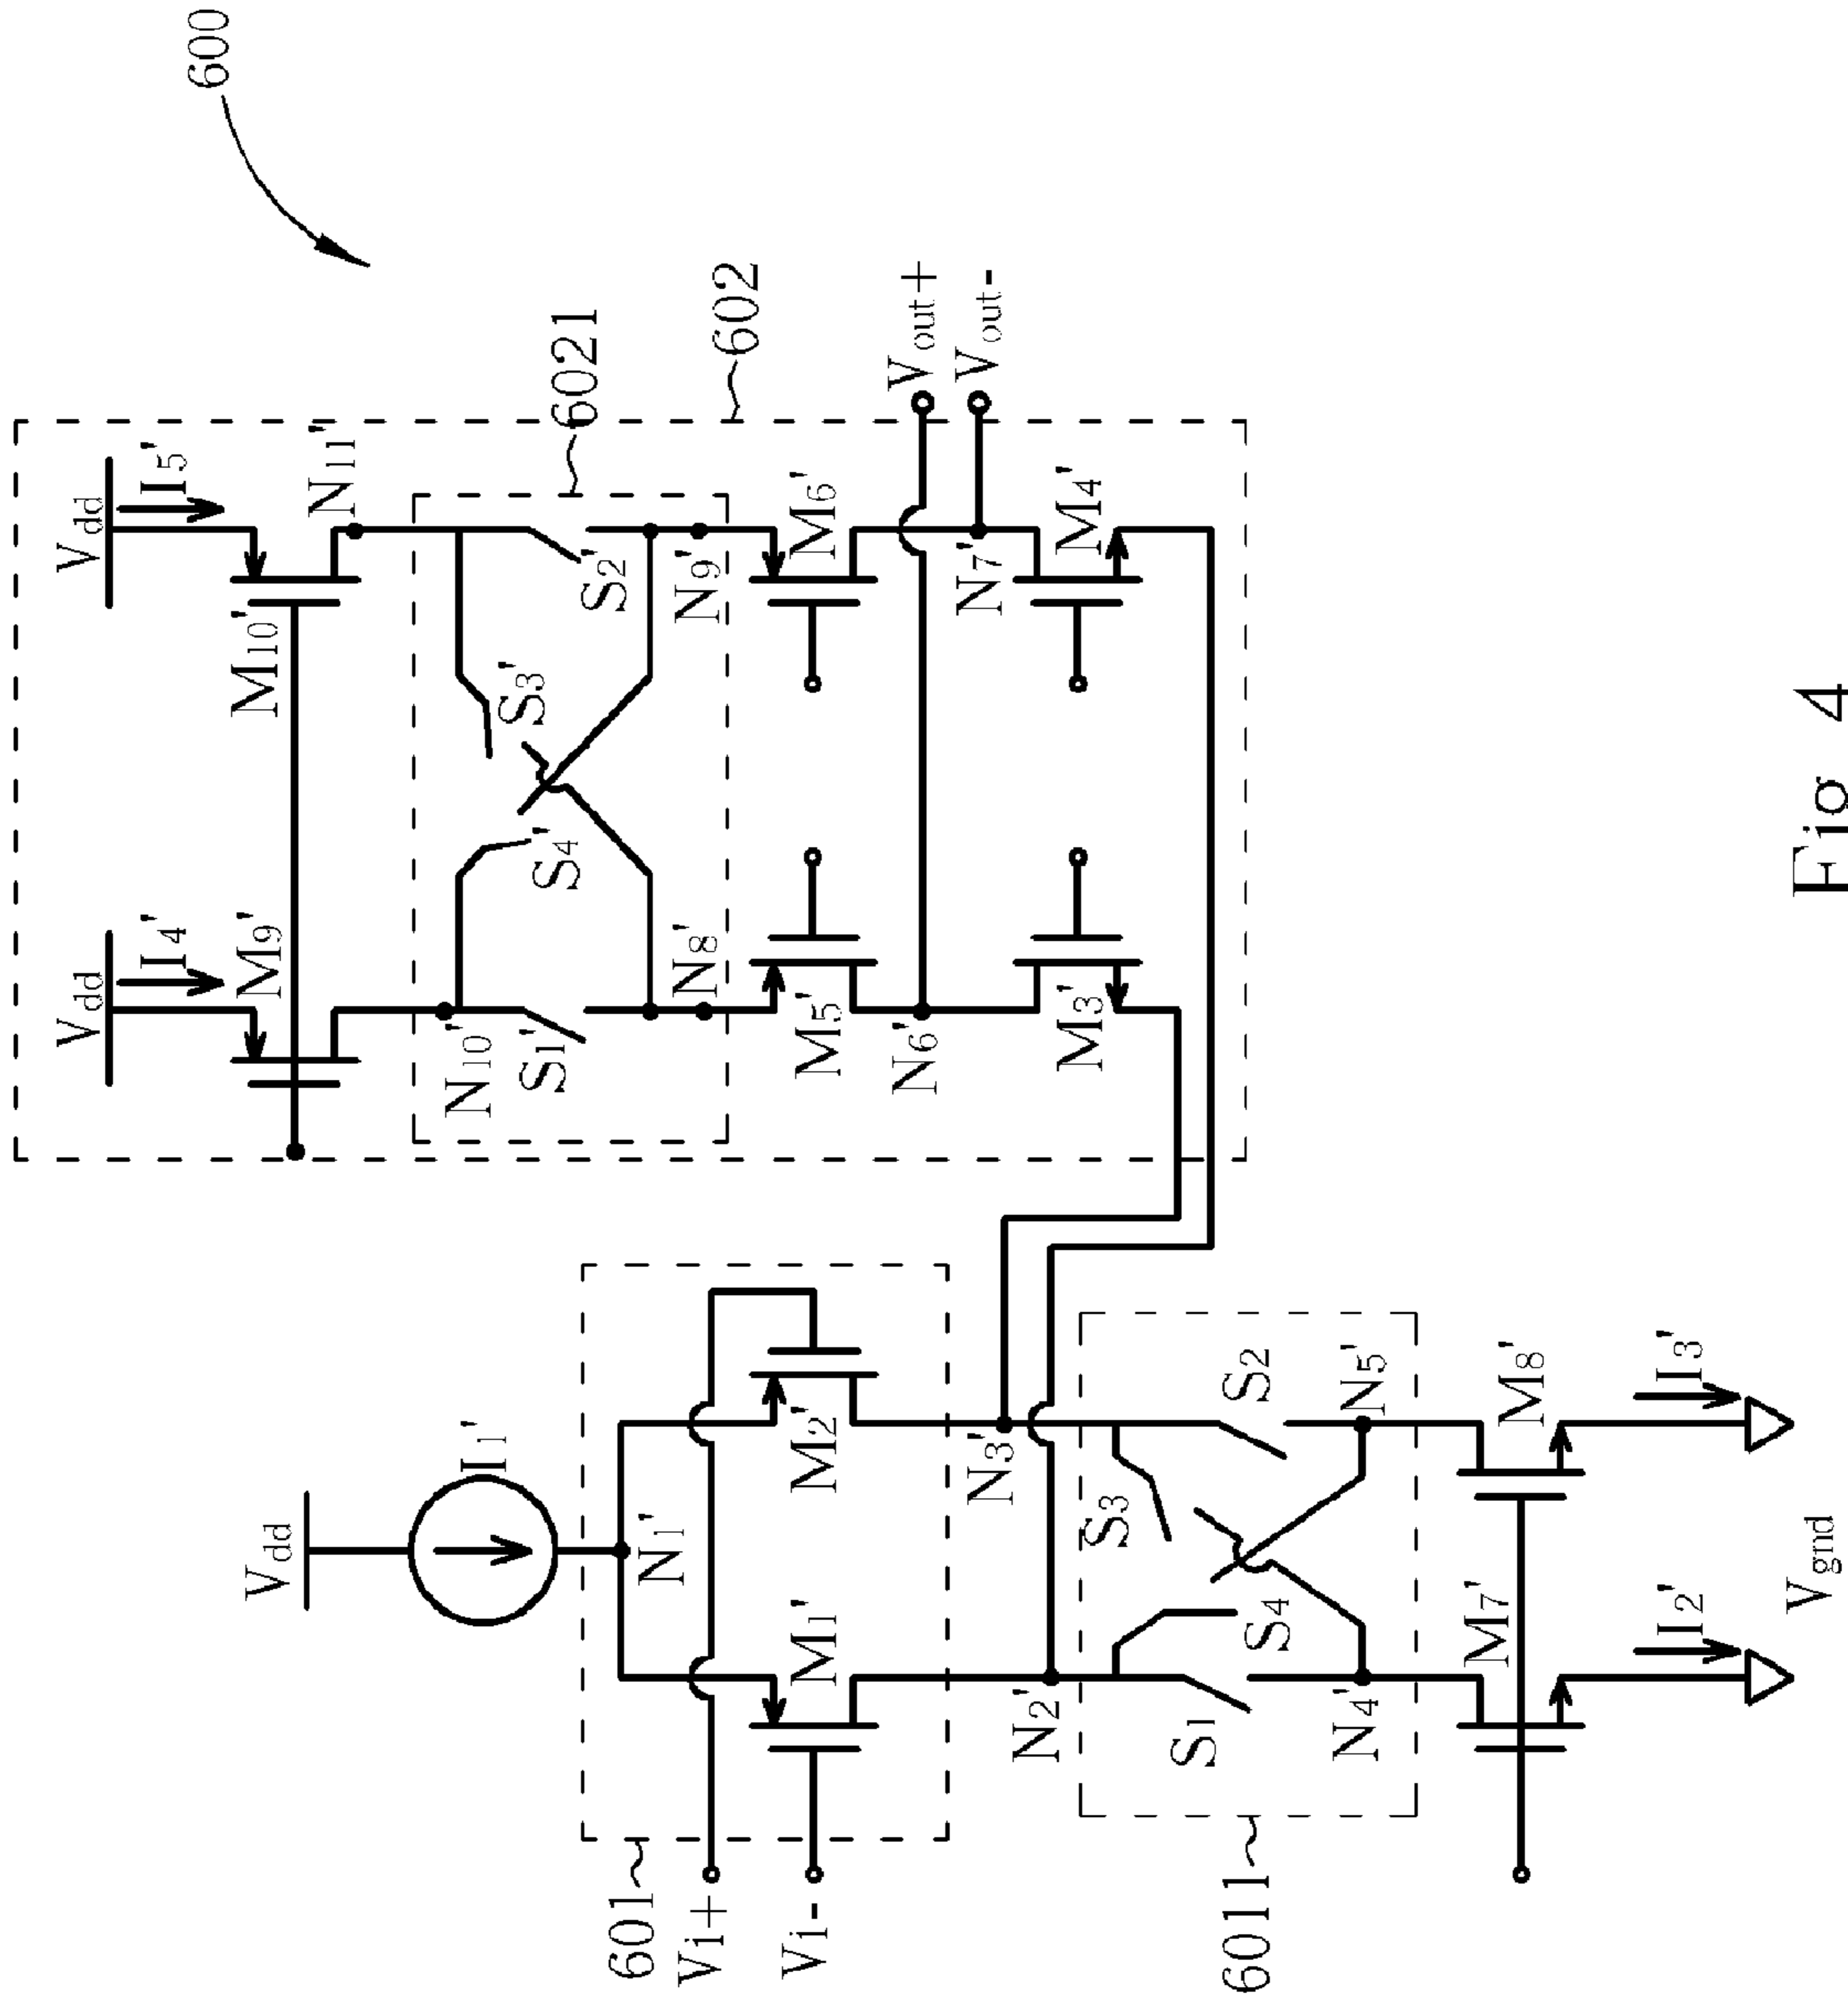 600
Vdd
I4'
M9'
Vdd
I5'
M10'
N11'
N10'
S1'
S4'
S3'
S2'
6021
N8'
N9'
602
M5'
M6'
N6'
Vout+
N7'
Vout-
M3'
M4'
Vdd
I1'
N1'
601
Vi+
Vi-
M1'
M2'
N3'
N2'
S3
S4
S1
S2
6011
N4'
N5'
M7'
M8'
I2'
I3'
Vgnd
Fig 4